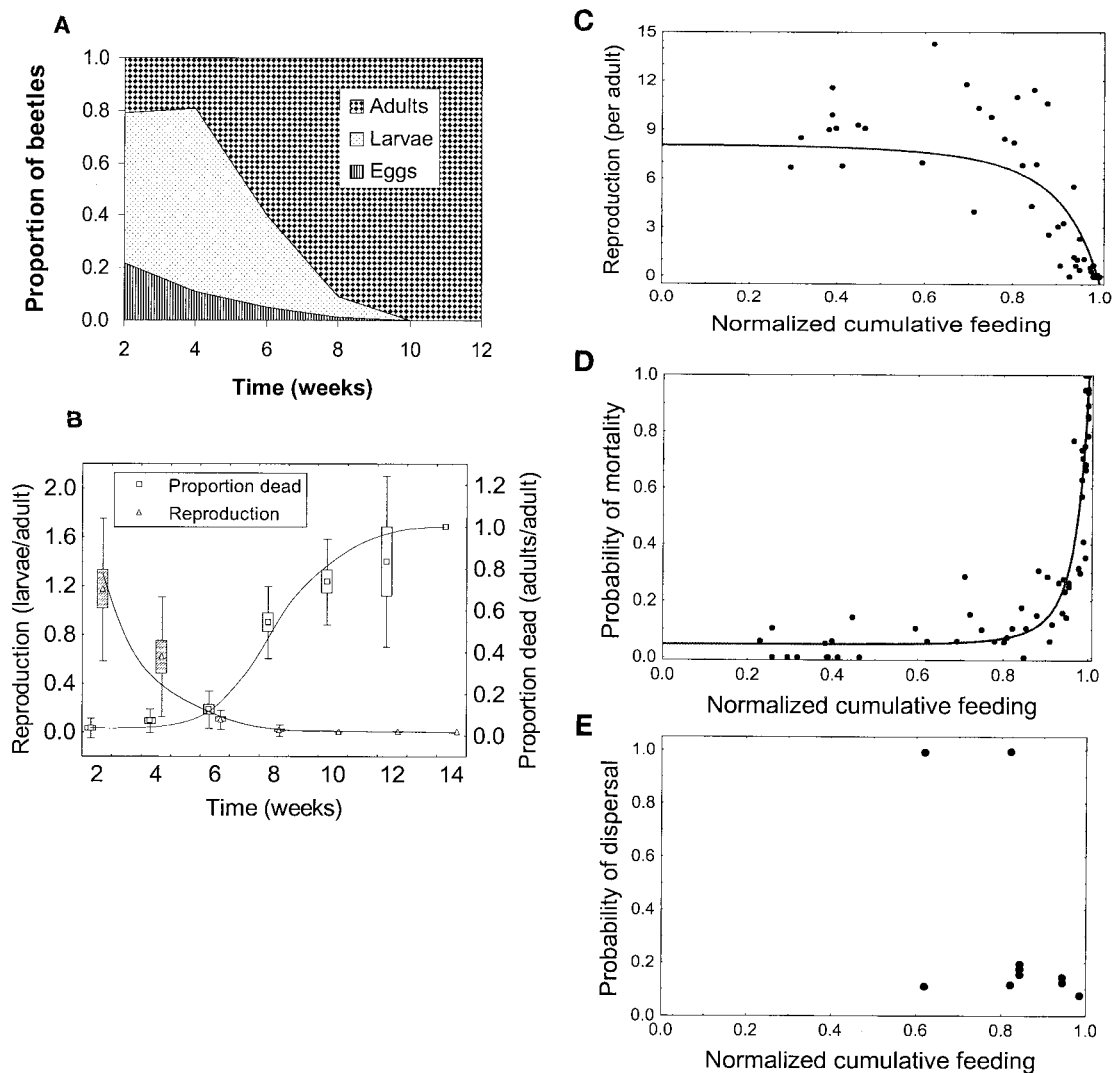 A
Proportion of beetles
1.0
0.8
0.6
0.4
0.2
0.0
Adults
Larvae
Eggs
2 4 6 8 10 12
Time (weeks)
B
Reproduction (larvae/adult)
2.0
1.6
1.2
0.8
0.4
0.0
Proportion dead
Reproduction
1.2
1.0
0.8
0.6
0.4
0.2
0.0
Proportion dead (adults/adult)
2 4 6 8 10 12 14
Time (weeks)
C
Reproduction (per adult)
15
12
9
6
3
0
0.0 0.2 0.4 0.6 0.8 1.0
Normalized cumulative feeding
D
Probability of mortality
1.0
0.8
0.6
0.4
0.2
0.0
0.0 0.2 0.4 0.6 0.8 1.0
Normalized cumulative feeding
E
Probability of dispersal
1.0
0.8
0.6
0.4
0.2
0.0
0.0 0.2 0.4 0.6 0.8 1.0
Normalized cumulative feeding